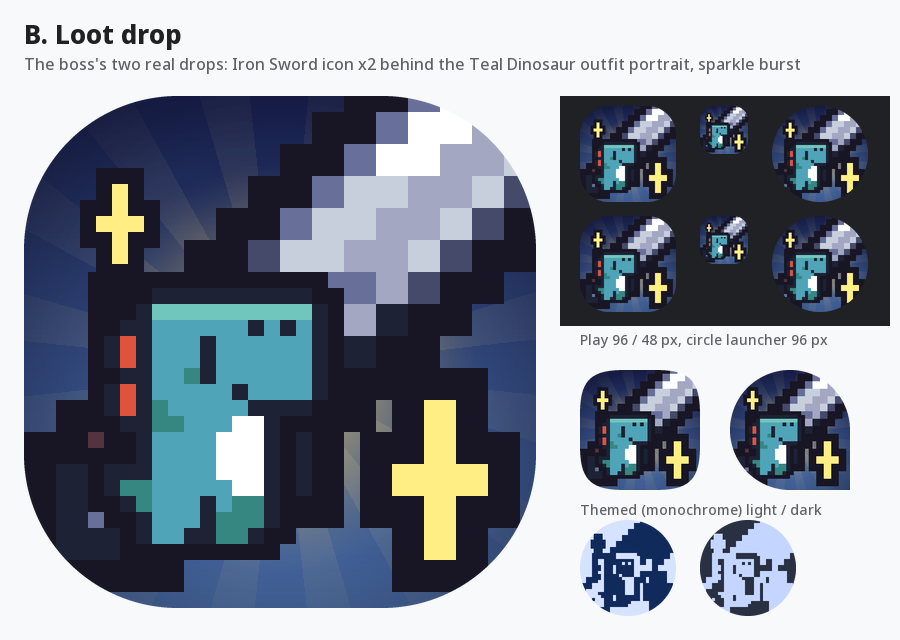 B. Loot drop
The boss's two real drops: Iron Sword icon x2 behind the Teal Dinosaur outfit portrait, sparkle burst
Play 96 / 48 px, circle launcher 96 px
Themed (monochrome) light / dark